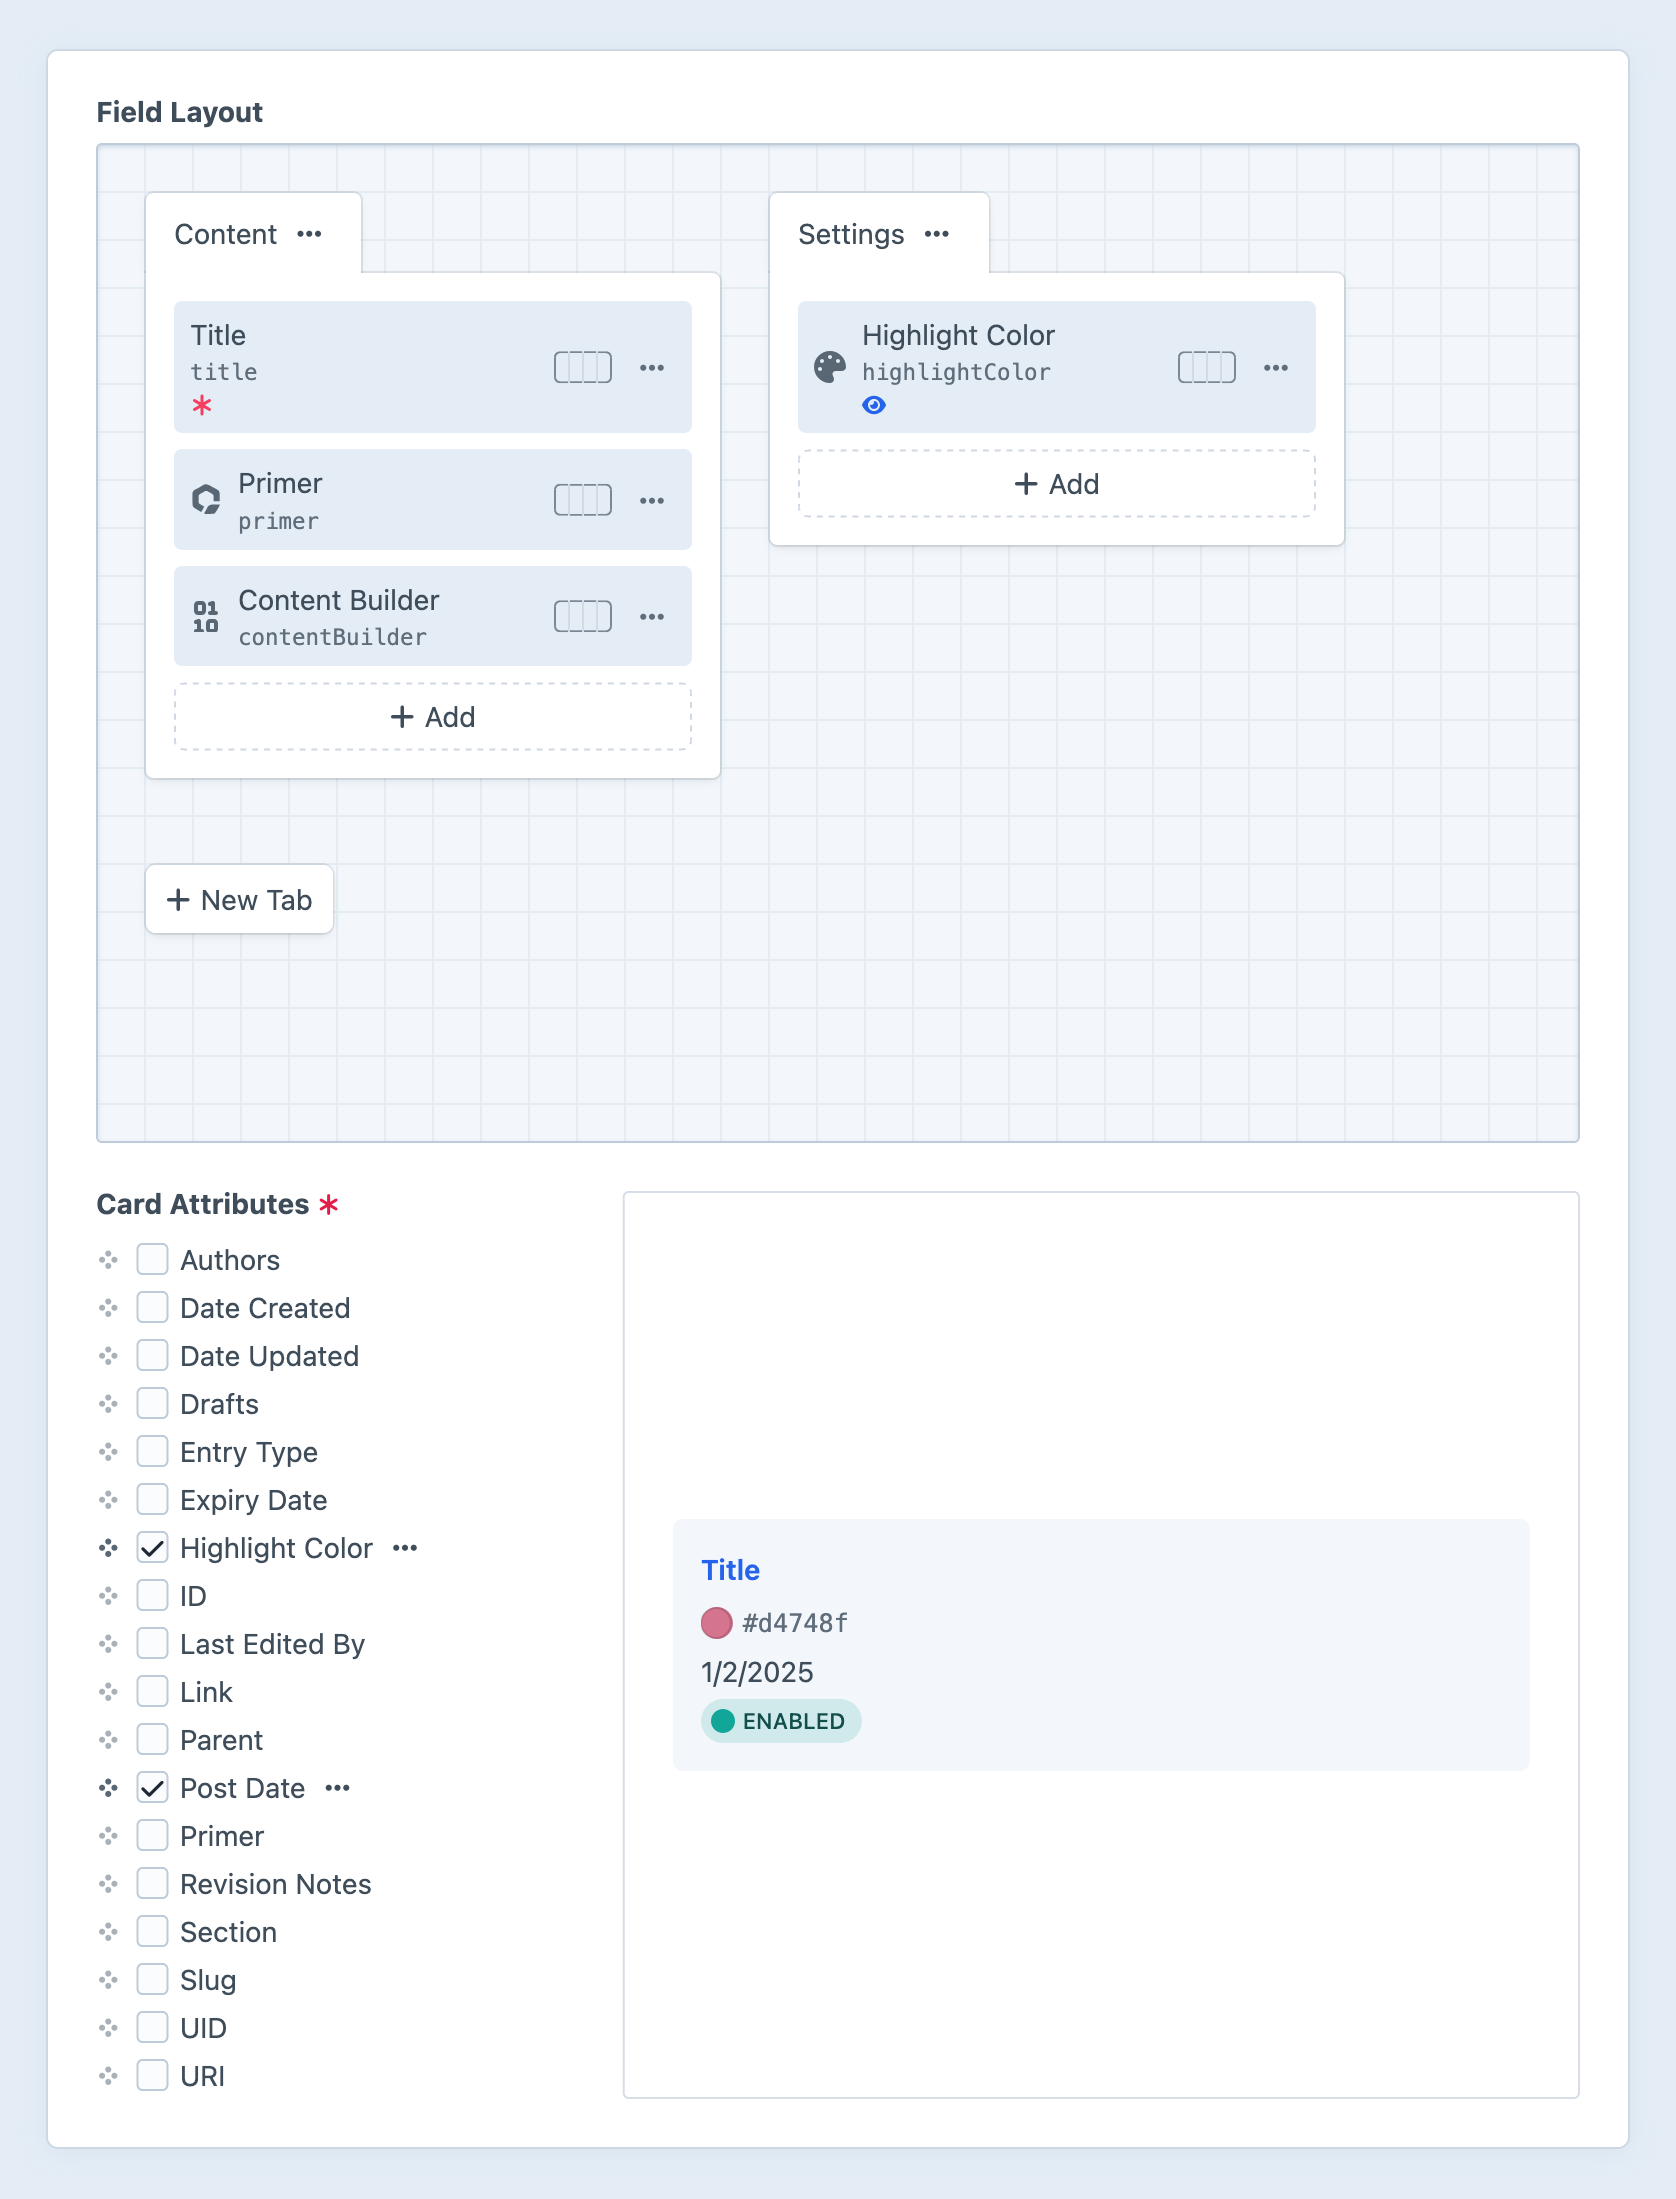 Field Layout
Content
Title
title
Primer
primer
Content Builder
contentBuilder
Add
Settings
Highlight Color
highlightColor
Add
New Tab
Card Attributes
Authors
Date Created
Date Updated
Drafts
Entry Type
Expiry Date
Highlight Color
ID
Last Edited By
Link
Parent
Post Date
Primer
Revision Notes
Section
Slug
UID
URI
Title
#d4748f
1/2/2025
ENABLED